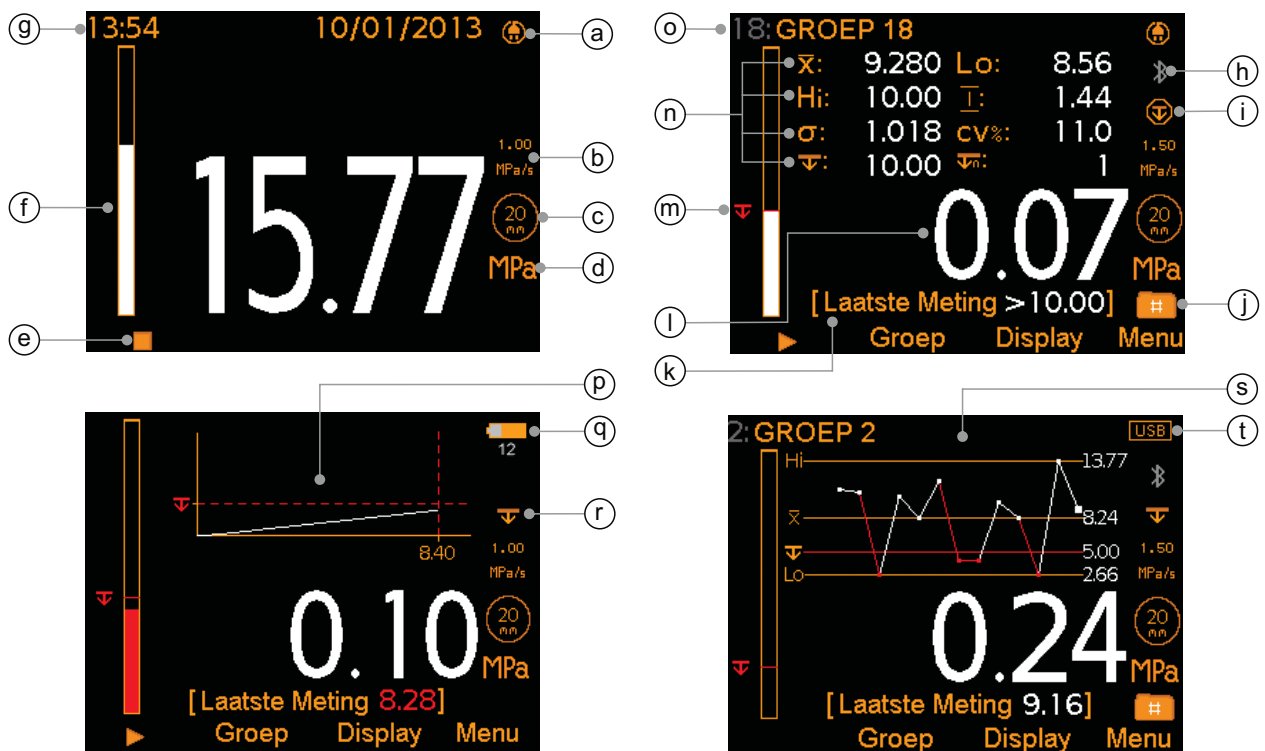 g
13:54 10/01/2013
a
1.00
MPa/s
b
f
15.77
20
mm
c
MPa
d
e
o
18: GROEP 18
h
n
x̅: 9.280 Lo: 8.56
Hi: 10.00 I̅: 1.44
i
σ: 1.018 cv%: 11.0
1.50
MPa/s
↧: 10.00 ↧n: 1
m
0.07
20
mm
MPa
l
[Laatste Meting >10.00]
#
j
k
Groep Display Menu
p
12
q
r
8.40
1.00
MPa/s
0.10
20
mm
MPa
[Laatste Meting 8.28]
Groep Display Menu
s
2: GROEP 2
USB
t
Hi 13.77
x̅ 8.24
5.00
1.50
MPa/s
Lo 2.66
0.24
20
mm
MPa
[Laatste Meting 9.16]
#
Groep Display Menu